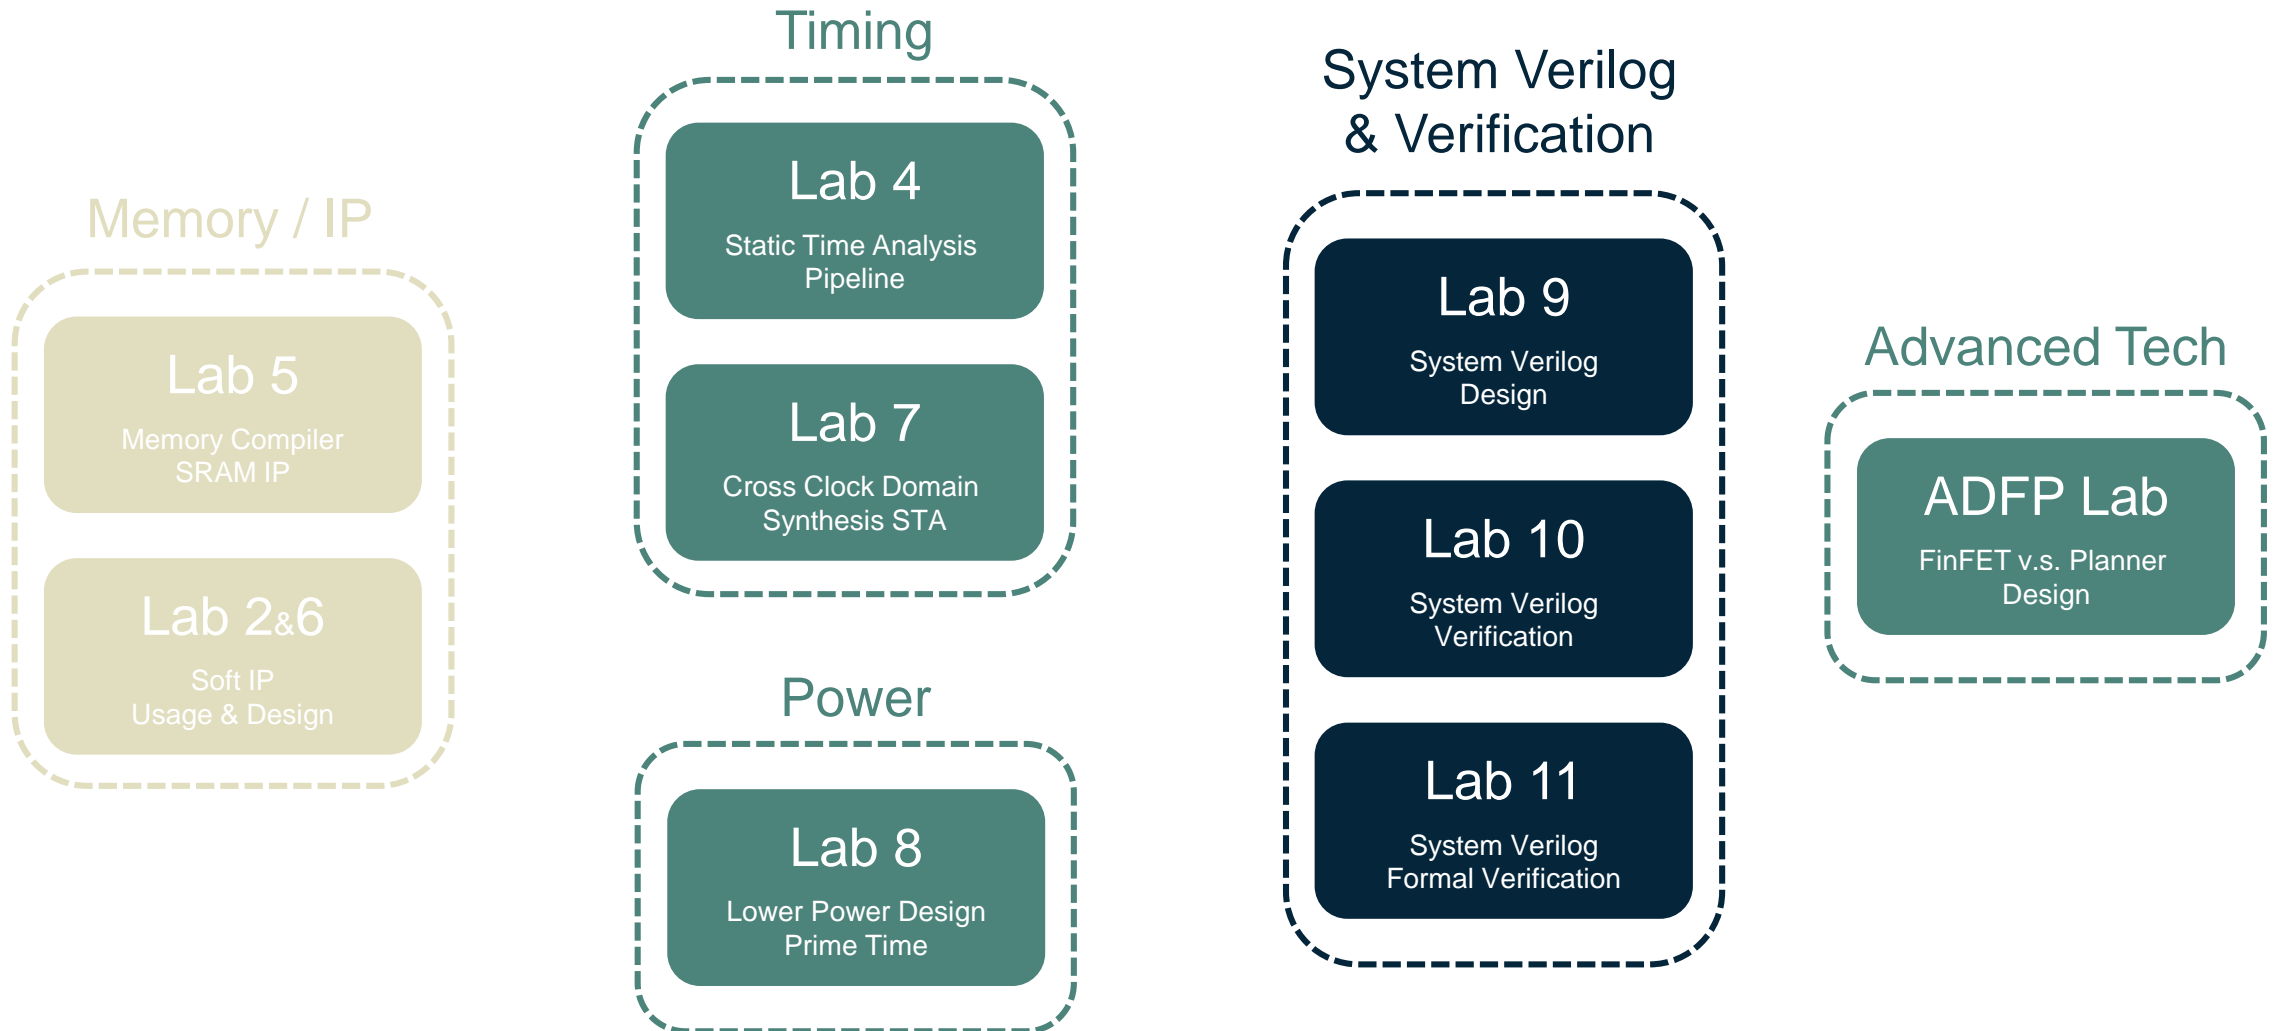 Memory / IP
Lab 5
Memory Compiler
SRAM IP
Lab 2&6
Soft IP
Usage & Design
Timing
Lab 4
Static Time Analysis
Pipeline
Lab 7
Cross Clock Domain
Synthesis STA
Power
Lab 8
Lower Power Design
Prime Time
System Verilog
& Verification
Lab 9
System Verilog
Design
Lab 10
System Verilog
Verification
Lab 11
System Verilog
Formal Verification
Advanced Tech
ADFP Lab
FinFET v.s. Planner
Design